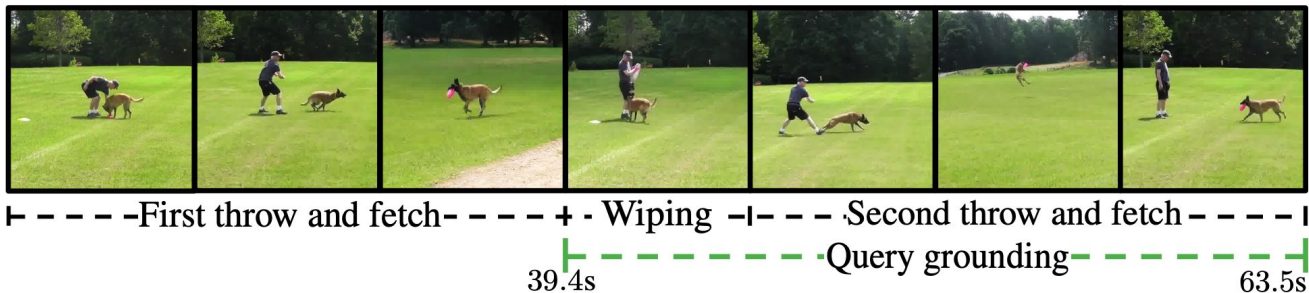 First throw and fetch Wiping Second throw and fetch
Query grounding
39.4s 63.5s